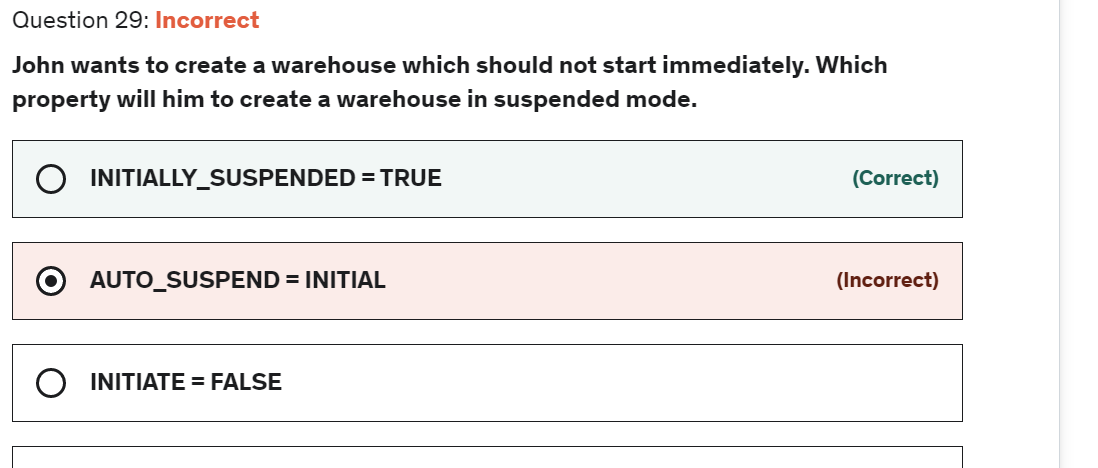 Question 29: Incorrect
John wants to create a warehouse which should not start immediately. Which
property will him to create a warehouse in suspended mode.
INITIALLY_SUSPENDED = TRUE (Correct)
AUTO_SUSPEND = INITIAL (Incorrect)
INITIATE = FALSE